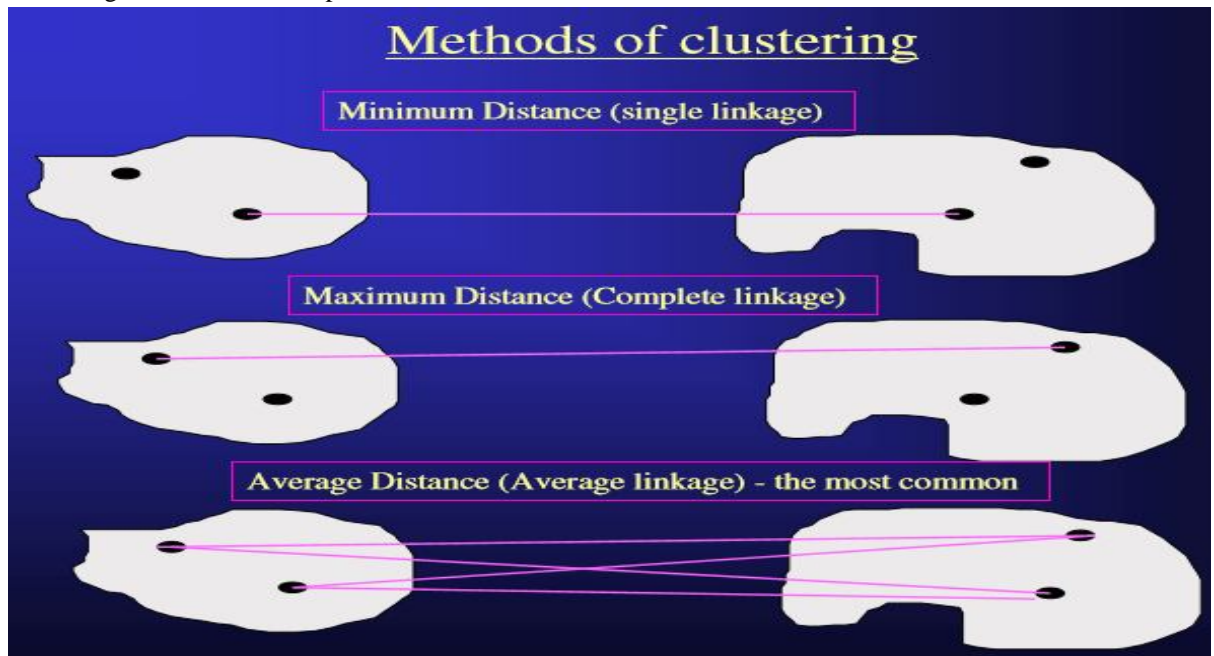 Methods of clustering
Minimum Distance (single linkage)
Maximum Distance (Complete linkage)
Average Distance (Average linkage) - the most common